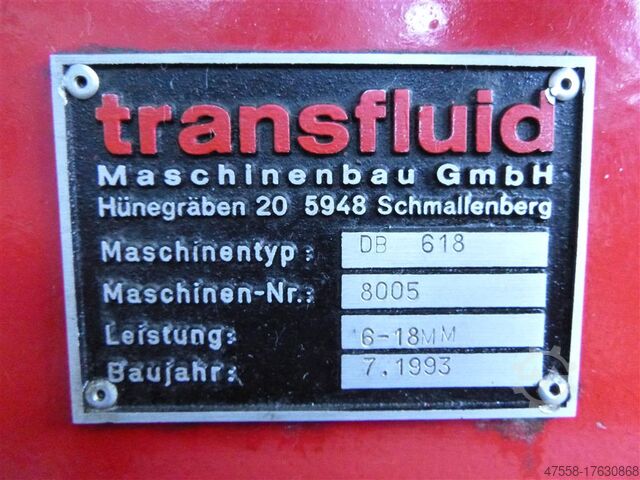 transfluid
Maschinenbau GmbH
Hünegräben 20 5948 Schmallenberg
Maschinentyp: DB 618
Maschinen-Nr.: 8005
Leistung: 6-18MM
Baujahr: 7.1993
47558-17630868